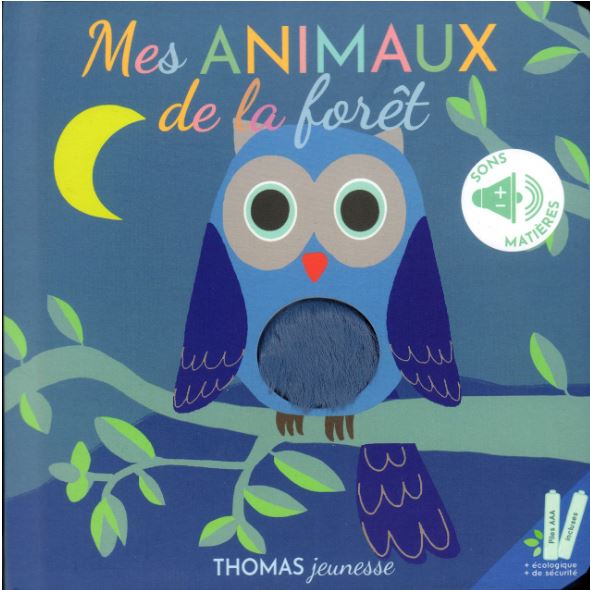 Mes ANIMAUX
de la forêt
SONS
+ -
MATIÈRES
THOMAS jeunesse
Piles AAA
incluses
+ écologique
+ de sécurité